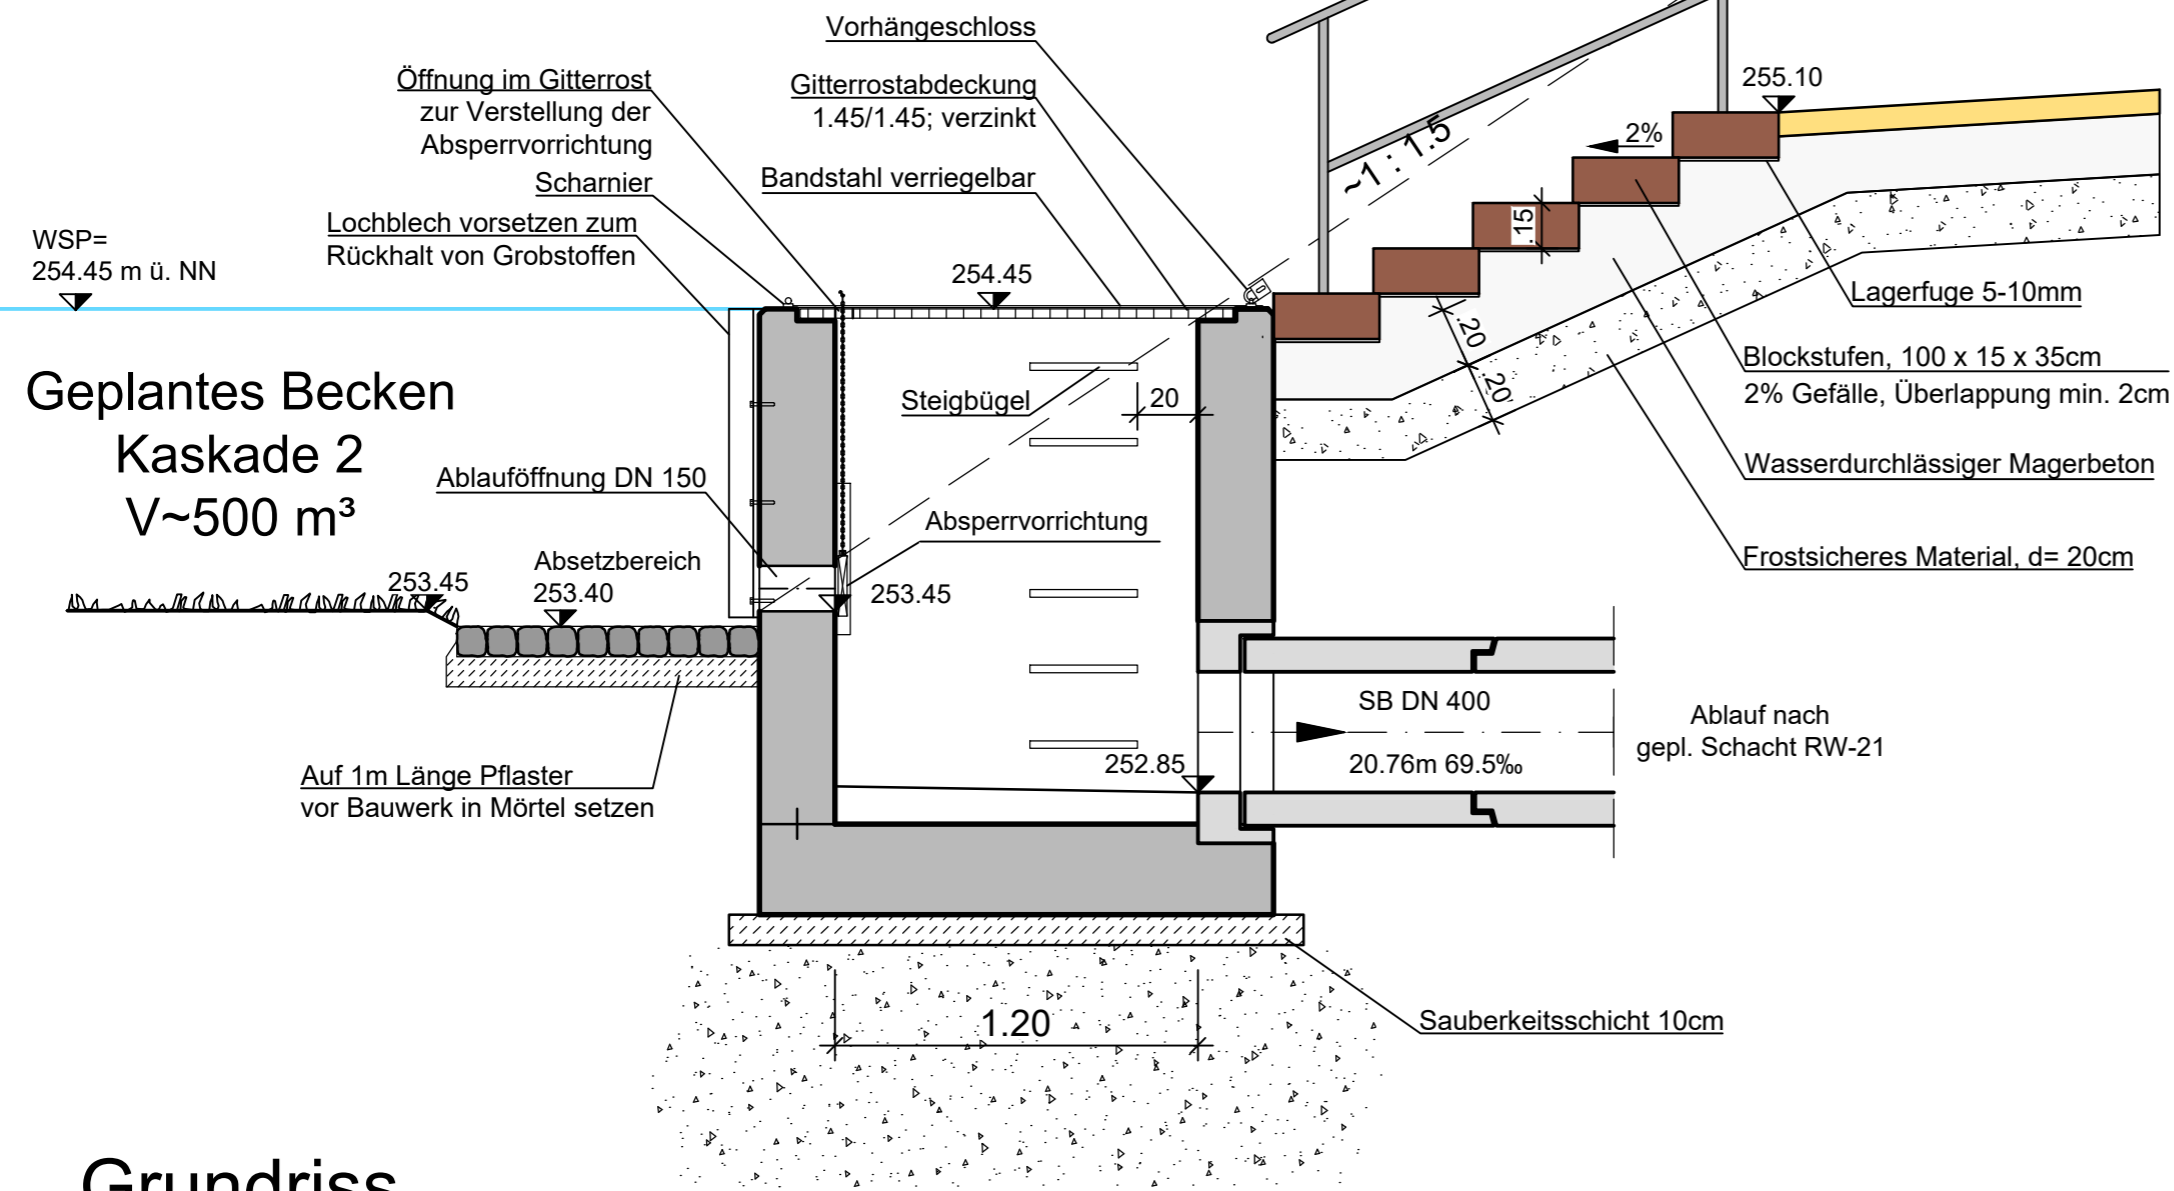 Vorhängeschloss
Öffnung im Gitterrost
zur Verstellung der
Absperrvorrichtung
Gitterrostabdeckung
1.45/1.45; verzinkt
Scharnier
Bandstahl verriegelbar
Lochblech vorsetzen zum
Rückhalt von Grobstoffen
WSP=
254.45 m ü. NN
254.45
255.10
2%
~1 : 1.5
.15
.20
.20
Lagerfuge 5-10mm
Blockstufen, 100 x 15 x 35cm
2% Gefälle, Überlappung min. 2cm
Wasserdurchlässiger Magerbeton
Frostsicheres Material, d= 20cm
Geplantes Becken
Kaskade 2
V~500 m³
Steigbügel
20
Ablauföffnung DN 150
Absperrvorrichtung
Absetzbereich
253.45
253.40
253.45
SB DN 400
20.76m 69.5‰
252.85
Ablauf nach
gepl. Schacht RW-21
Auf 1m Länge Pflaster
vor Bauwerk in Mörtel setzen
1.20
Sauberkeitsschicht 10cm
Grundriss